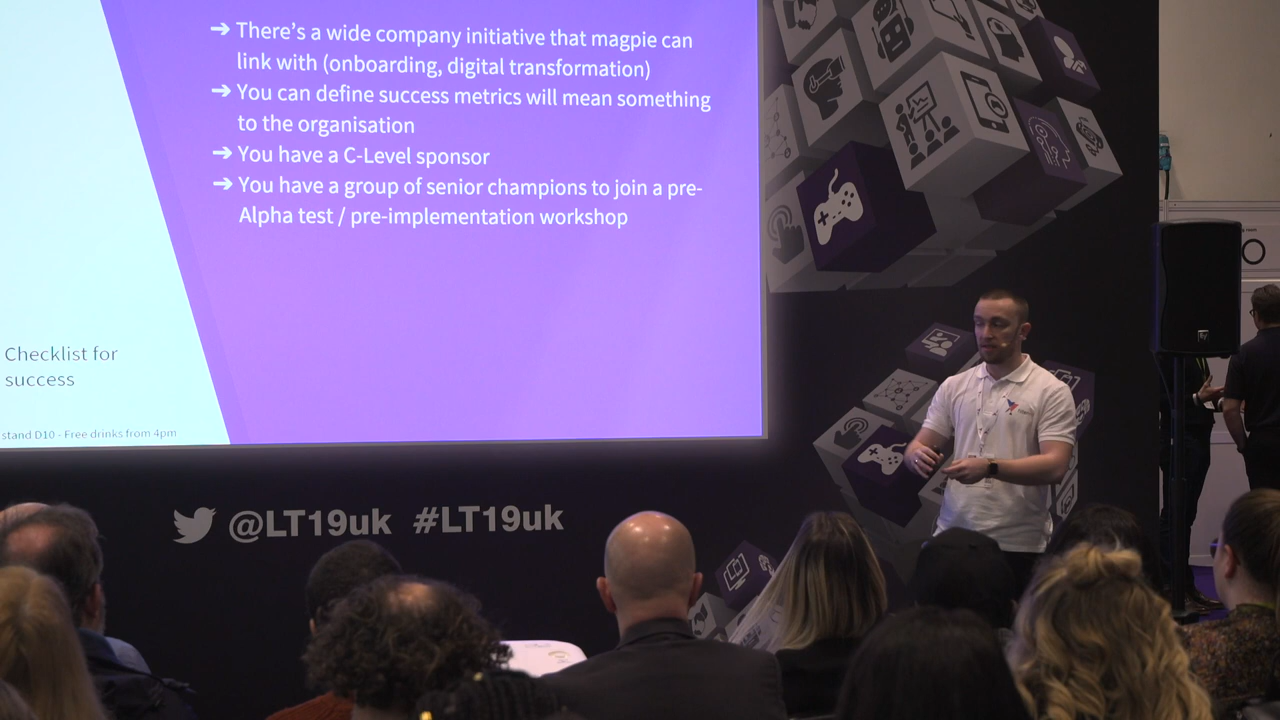 ➔ There's a wide company initiative that magpie can
link with (onboarding, digital transformation)
➔ You can define success metrics will mean something
to the organisation
➔ You have a C-Level sponsor
➔ You have a group of senior champions to join a pre-
Alpha test / pre-implementation workshop
Checklist for
success
stand D10 - Free drinks from 4pm
@LT19uk #LT19uk